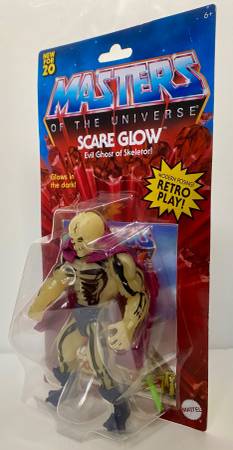 6+
NEW
FOR
20
MASTERS
OF THE UNIVERSE
SCARE GLOW
Evil Ghost of Skeletor!
Glows in
the dark!
MODERN POSING!
RETRO
PLAY!
MATTEL